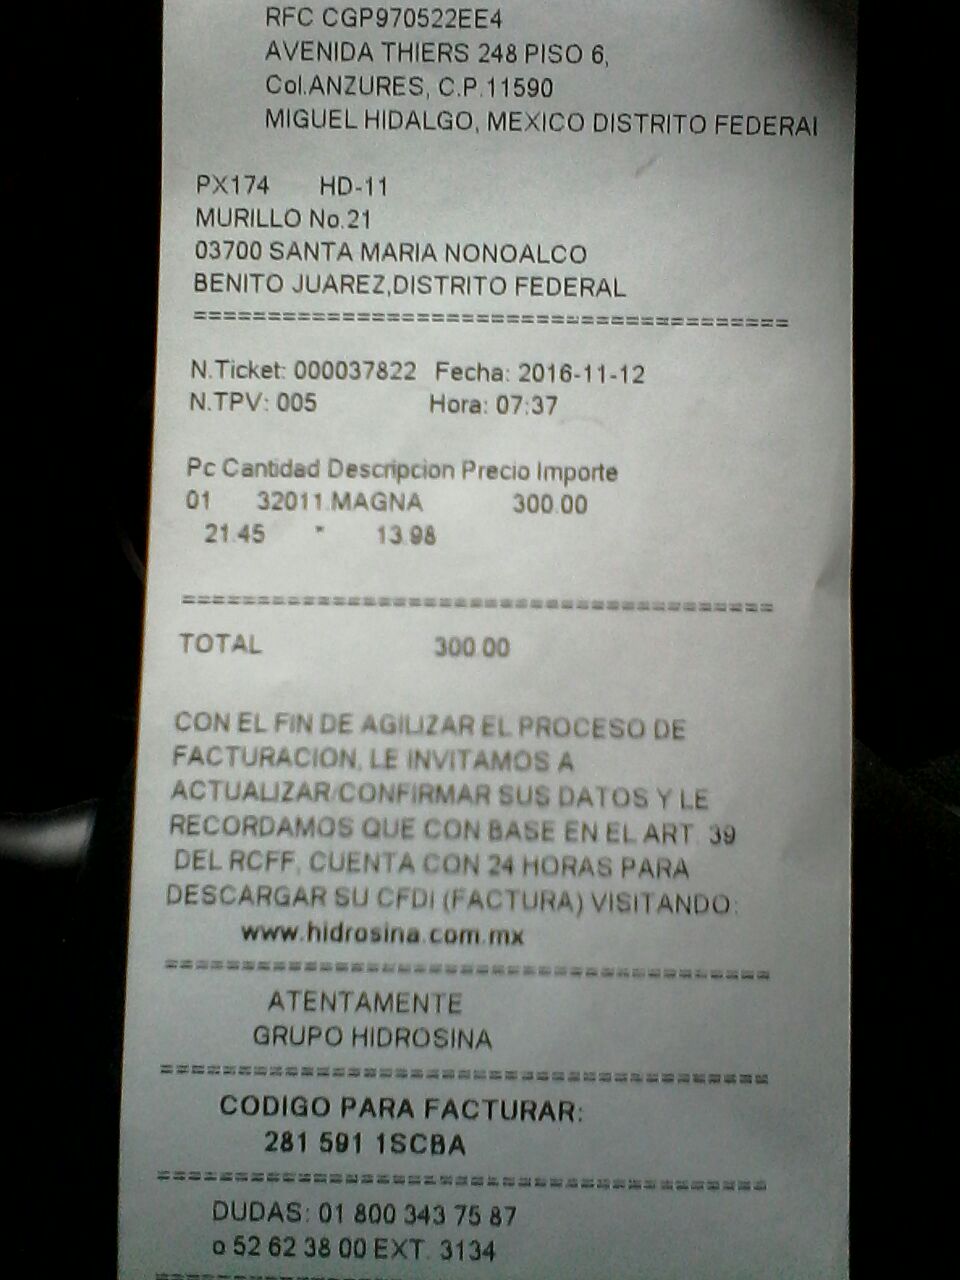 RFC CGP970522EE4
AVENIDA THIERS 248 PISO 6,
Col.ANZURES, C.P.11590
MIGUEL HIDALGO, MEXICO DISTRITO FEDERAl
PX174 HD-11
MURILLO No.21
03700 SANTA MARIA NONOALCO
BENITO JUAREZ,DISTRITO FEDERAL
========================================
N.Ticket: 000037822 Fecha: 2016-11-12
N.TPV: 005 Hora: 07:37
Pc Cantidad Descripcion Precio Importe
01 32011.MAGNA 300.00
21.45 * 13.98
========================================
TOTAL 300.00
CON EL FIN DE AGILIZAR EL PROCESO DE
FACTURACION, LE INVITAMOS A
ACTUALIZAR/CONFIRMAR SUS DATOS Y LE
RECORDAMOS QUE CON BASE EN EL ART. 39
DEL RCFF, CUENTA CON 24 HORAS PARA
DESCARGAR SU CFDI (FACTURA) VISITANDO:
www.hidrosina.com.mx
========================================
ATENTAMENTE
GRUPO HIDROSINA
========================================
CODIGO PARA FACTURAR:
281 591 1SCBA
========================================
DUDAS: 01 800 343 75 87
o 52 62 38 00 EXT. 3134